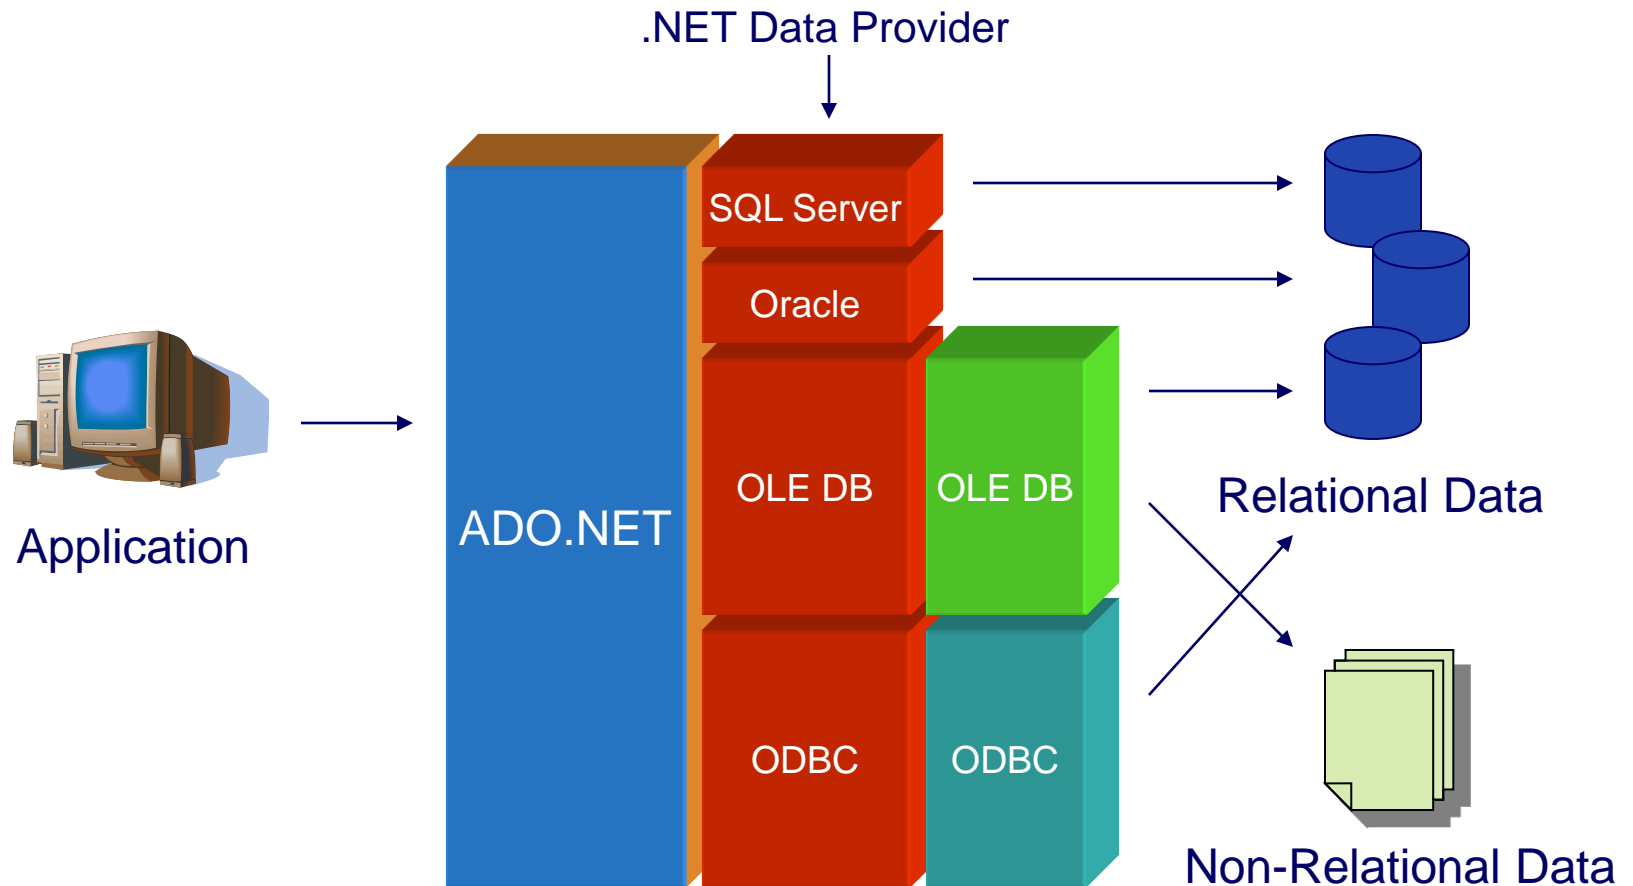 .NET Data Provider
SQL Server
Oracle
OLE DB
OLE DB
Relational Data
ADO.NET
Application
ODBC
ODBC
Non-Relational Data